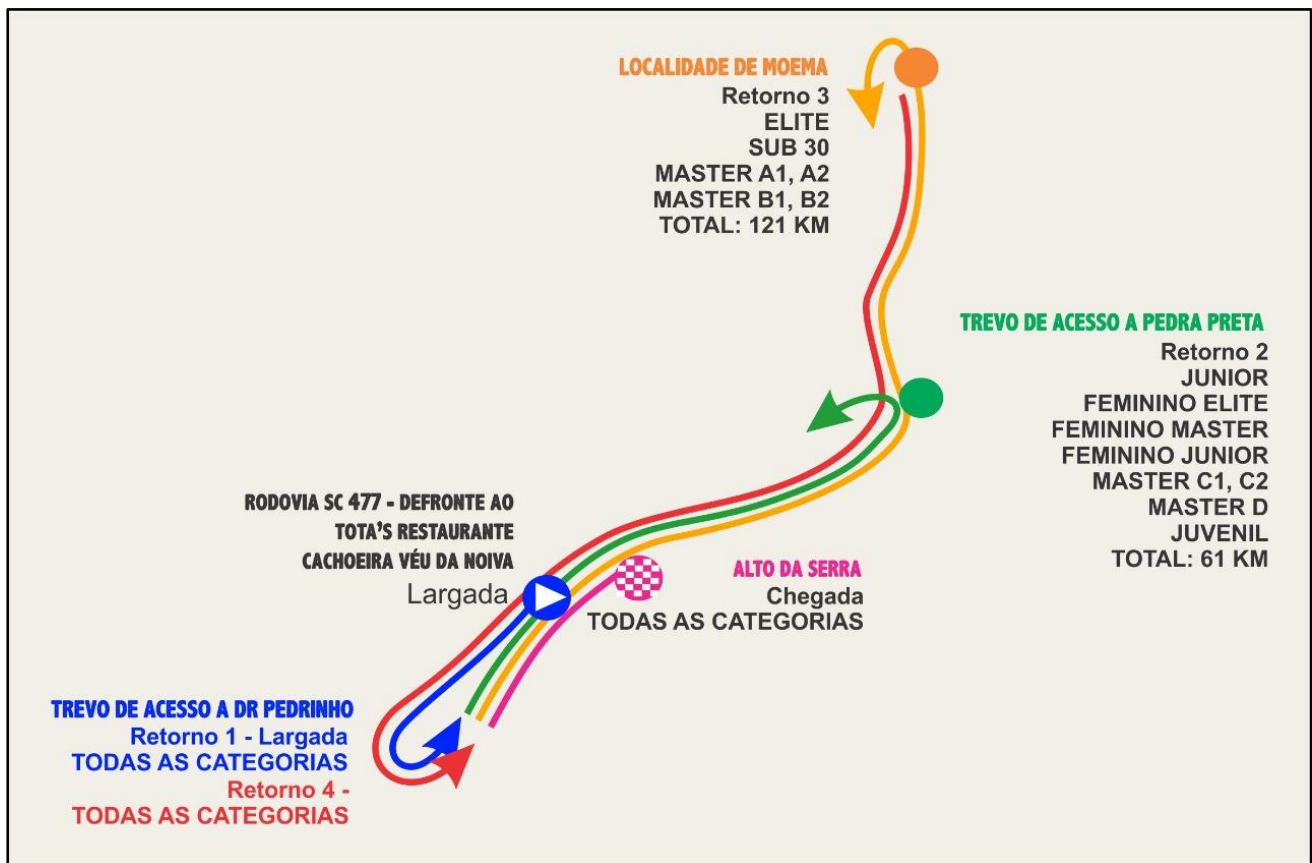 LOCALIDADE DE MOEMA
Retorno 3
ELITE
SUB 30
MASTER A1, A2
MASTER B1, B2
TOTAL: 121 KM
TREVO DE ACESSO A PEDRA PRETA
Retorno 2
JUNIOR
FEMININO ELITE
FEMININO MASTER
FEMININO JUNIOR
MASTER C1, C2
MASTER D
JUVENIL
TOTAL: 61 KM
RODOVIA SC 477 - DEFRONTE AO
TOTA'S RESTAURANTE
CACHOEIRA VÉU DA NOIVA
Largada
ALTO DA SERRA
Chegada
TODAS AS CATEGORIAS
TREVO DE ACESSO A DR PEDRINHO
Retorno 1 - Largada
TODAS AS CATEGORIAS
Retorno 4 -
TODAS AS CATEGORIAS